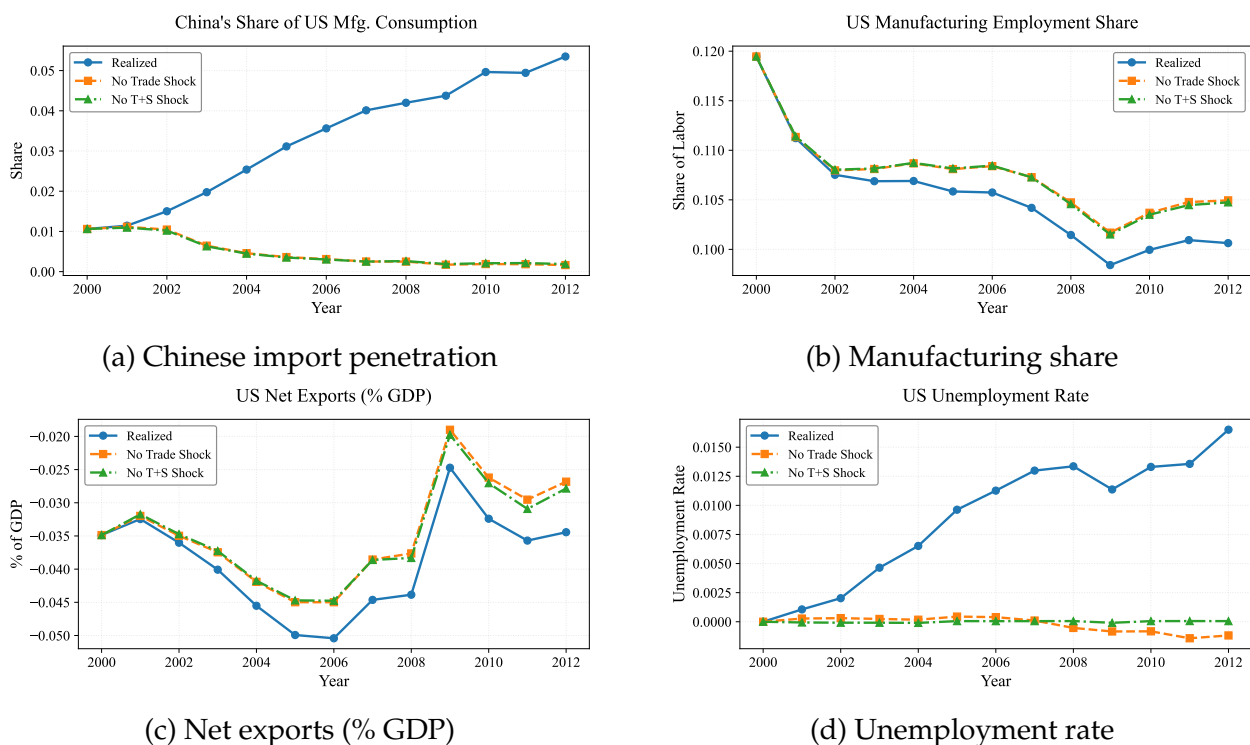 China's Share of US Mfg. Consumption
0.05
0.04
0.03
0.02
0.01
0.00
Share
Realized
No Trade Shock
No T+S Shock
2000 2002 2004 2006 2008 2010 2012
Year
(a) Chinese import penetration
US Manufacturing Employment Share
0.120
0.115
0.110
0.105
0.100
Share of Labor
Realized
No Trade Shock
No T+S Shock
2000 2002 2004 2006 2008 2010 2012
Year
(b) Manufacturing share
US Net Exports (% GDP)
−0.020
−0.025
−0.030
−0.035
−0.040
−0.045
−0.050
% of GDP
Realized
No Trade Shock
No T+S Shock
2000 2002 2004 2006 2008 2010 2012
Year
(c) Net exports (% GDP)
US Unemployment Rate
0.0150
0.0125
0.0100
0.0075
0.0050
0.0025
0.0000
Unemployment Rate
Realized
No Trade Shock
No T+S Shock
2000 2002 2004 2006 2008 2010 2012
Year
(d) Unemployment rate